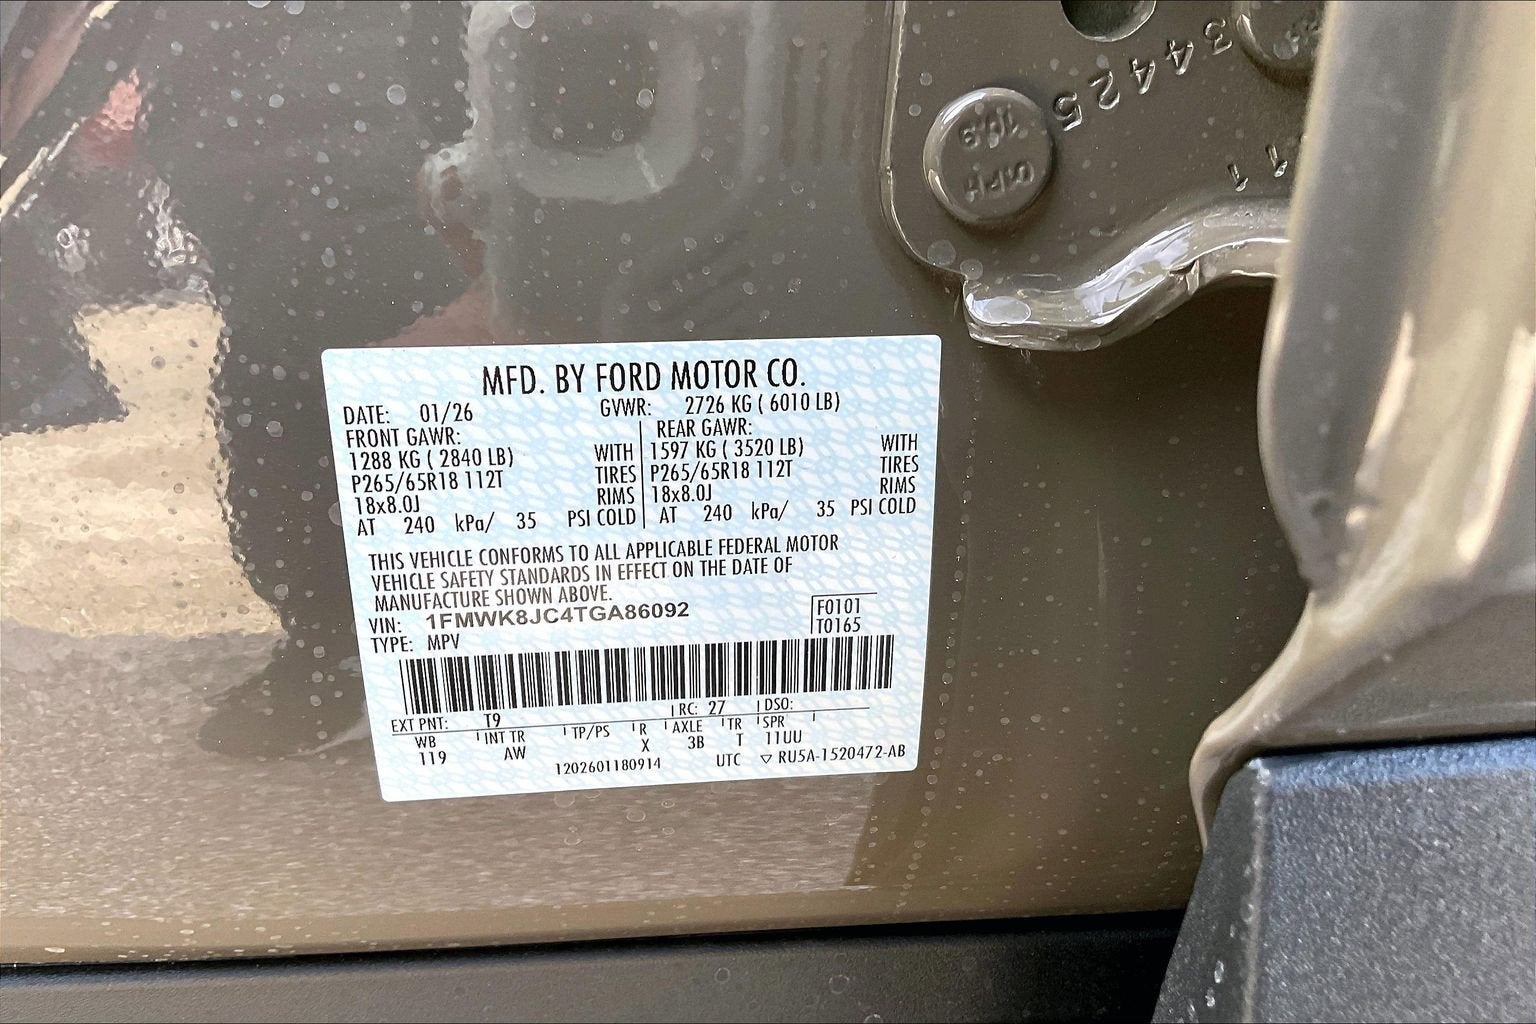 34425
11
10.9
MFD. BY FORD MOTOR CO.
DATE: 01/26 GVWR: 2726 KG ( 6010 LB)
FRONT GAWR: REAR GAWR:
1288 KG ( 2840 LB) WITH 1597 KG ( 3520 LB) WITH
P265/65R18 112T TIRES P265/65R18 112T TIRES
18x8.0J RIMS 18x8.0J RIMS
AT 240 kPa/ 35 PSI COLD AT 240 kPa/ 35 PSI COLD
THIS VEHICLE CONFORMS TO ALL APPLICABLE FEDERAL MOTOR
VEHICLE SAFETY STANDARDS IN EFFECT ON THE DATE OF
MANUFACTURE SHOWN ABOVE.
VIN: 1FMWK8JC4TGA86092 F0101
TYPE: MPV T0165
EXT PNT: T9 RC: 27 DSO:
WB INT TR TP/PS R AXLE TR SPR
119 AW X 3B T 11UU
1202601180914 UTC ▽ RU5A-1520472-AB